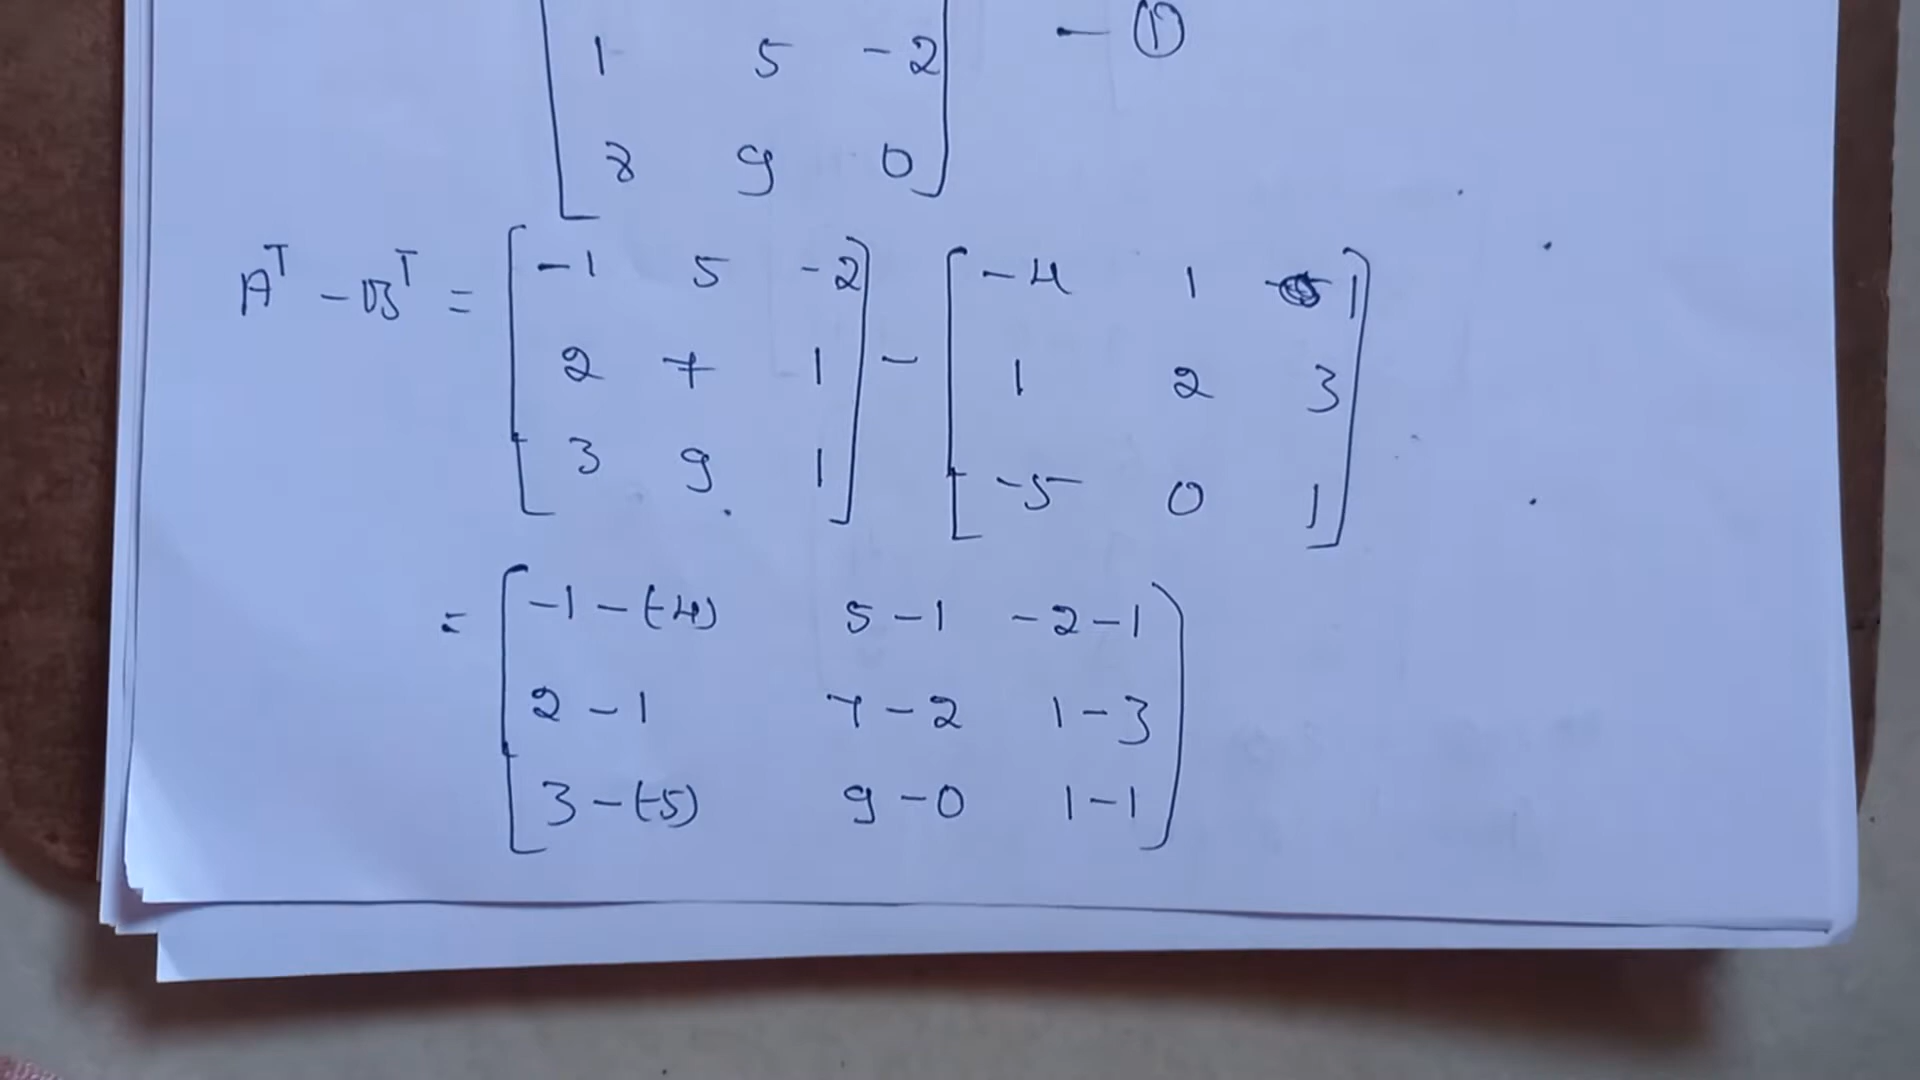 1 5 -2 - ①
8 9 0
Aᵀ - Bᵀ = [ -1 5 -2 ] - [ -4 1 1 ]
2 7 1 1 2 3
3 9 1 -5 0 1
= [ -1-(-4) 5-1 -2-1 ]
2-1 7-2 1-3
3-(-5) 9-0 1-1